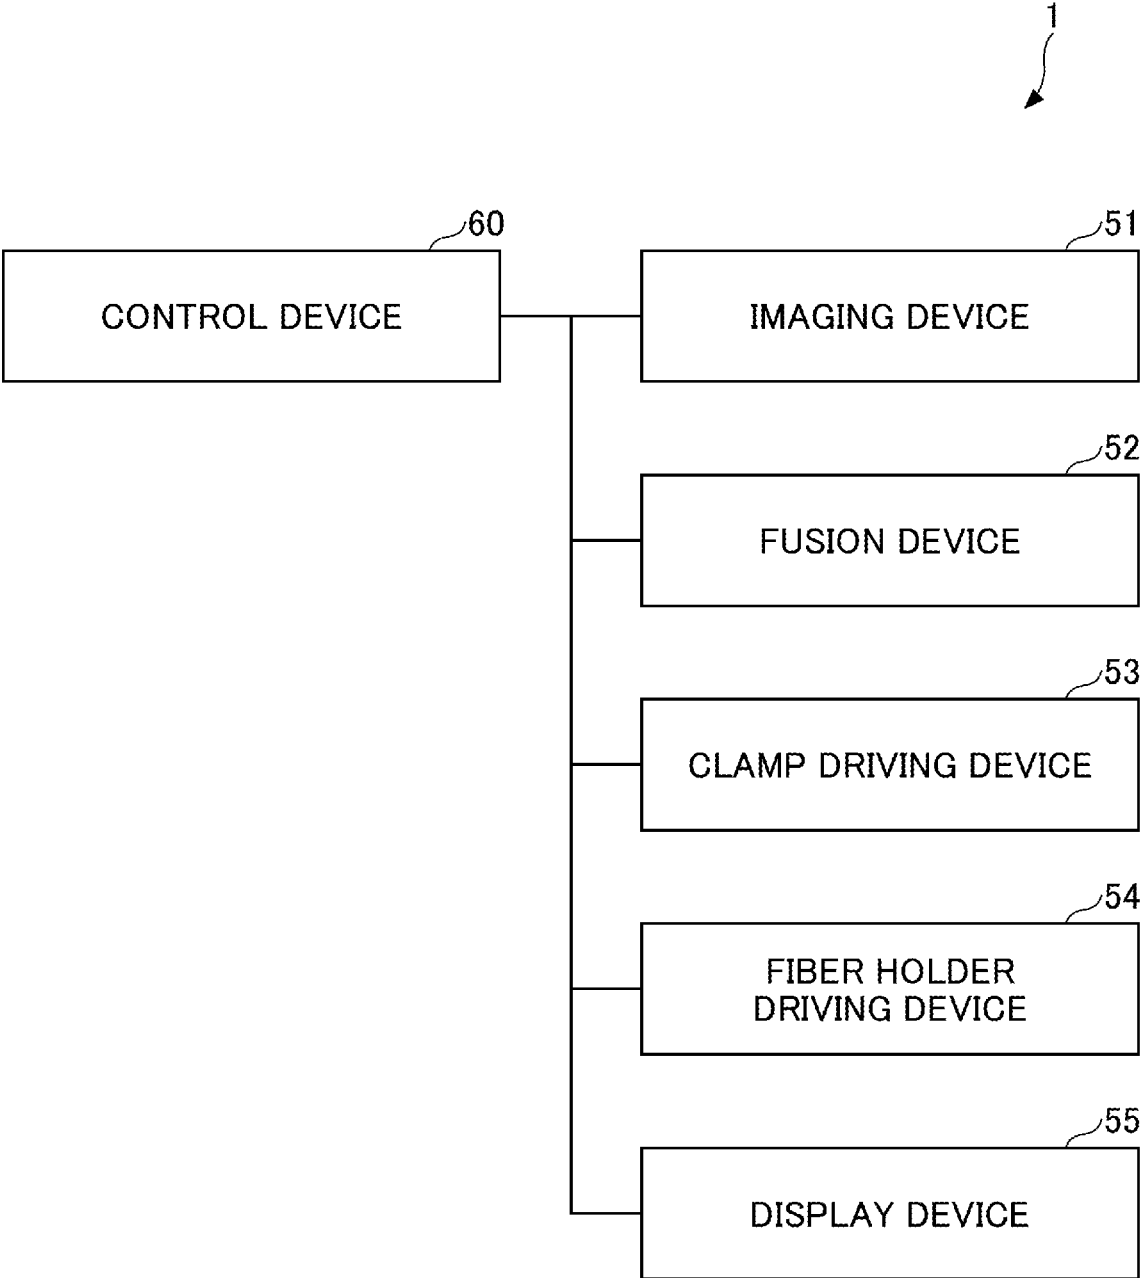 1
60
CONTROL DEVICE
51
IMAGING DEVICE
52
FUSION DEVICE
53
CLAMP DRIVING DEVICE
54
FIBER HOLDER
DRIVING DEVICE
55
DISPLAY DEVICE